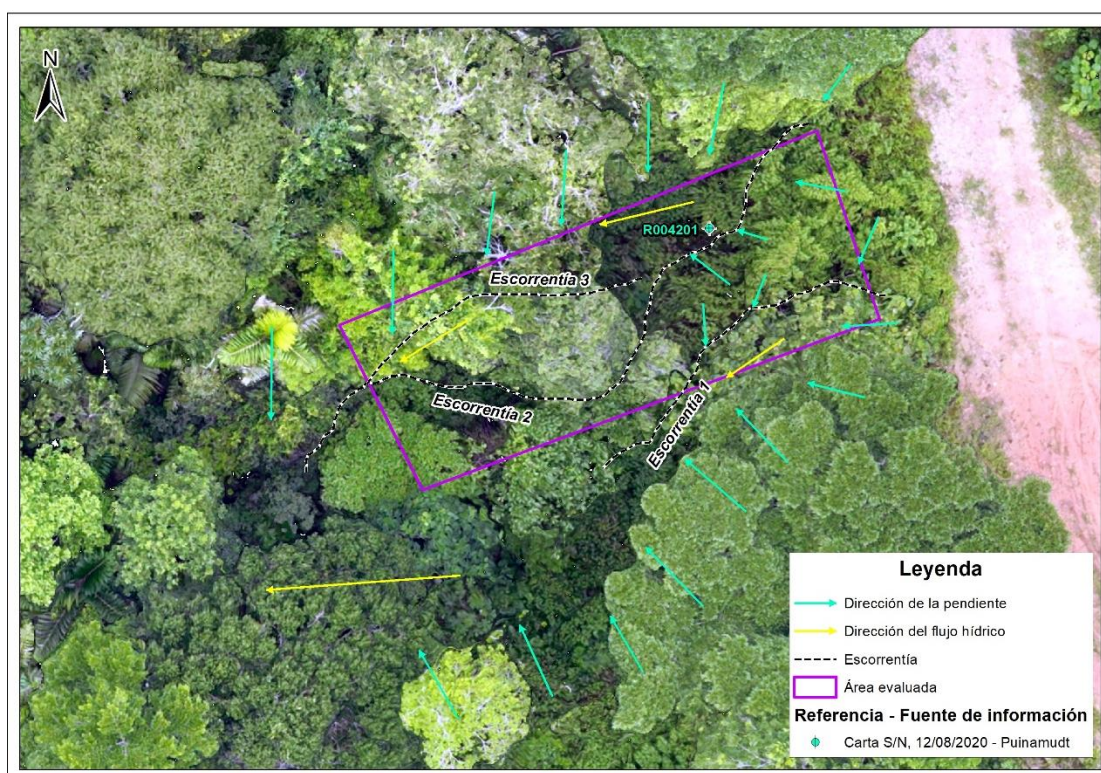 N
R004201
Escorrentía 3
Escorrentía 2
Escorrentía 1
Leyenda
Dirección de la pendiente
Dirección del flujo hídrico
Escorrentía
Área evaluada
Referencia - Fuente de información
Carta S/N, 12/08/2020 - Puinamudt